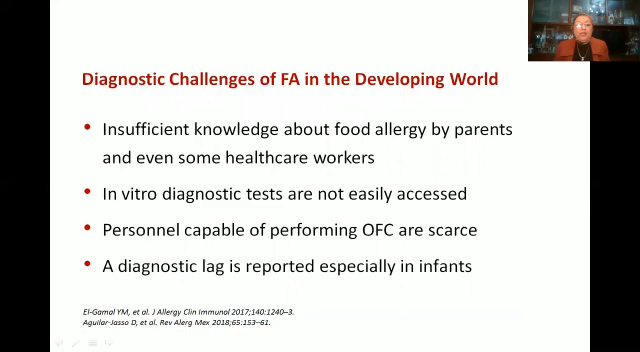 Diagnostic Challenges of FA in the Developing World
• Insufficient knowledge about food allergy by parents
and even some healthcare workers
• In vitro diagnostic tests are not easily accessed
• Personnel capable of performing OFC are scarce
• A diagnostic lag is reported especially in infants
El-Gamal YM, et al. J Allergy Clin Immunol 2017;140:1240–3.
Aguilar-Jasso D, et al. Rev Alerg Mex 2018;65:153–61.